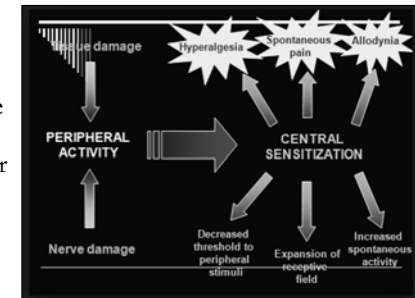 Tissue damage
Hyperalgesia
Spontaneous
pain
Allodynia
e
PERIPHERAL
ACTIVITY
r
CENTRAL
SENSITIZATION
Nerve damage
Decreased
threshold to
peripheral
stimuli
Expansion of
receptive
field
Increased
spontaneous
activity